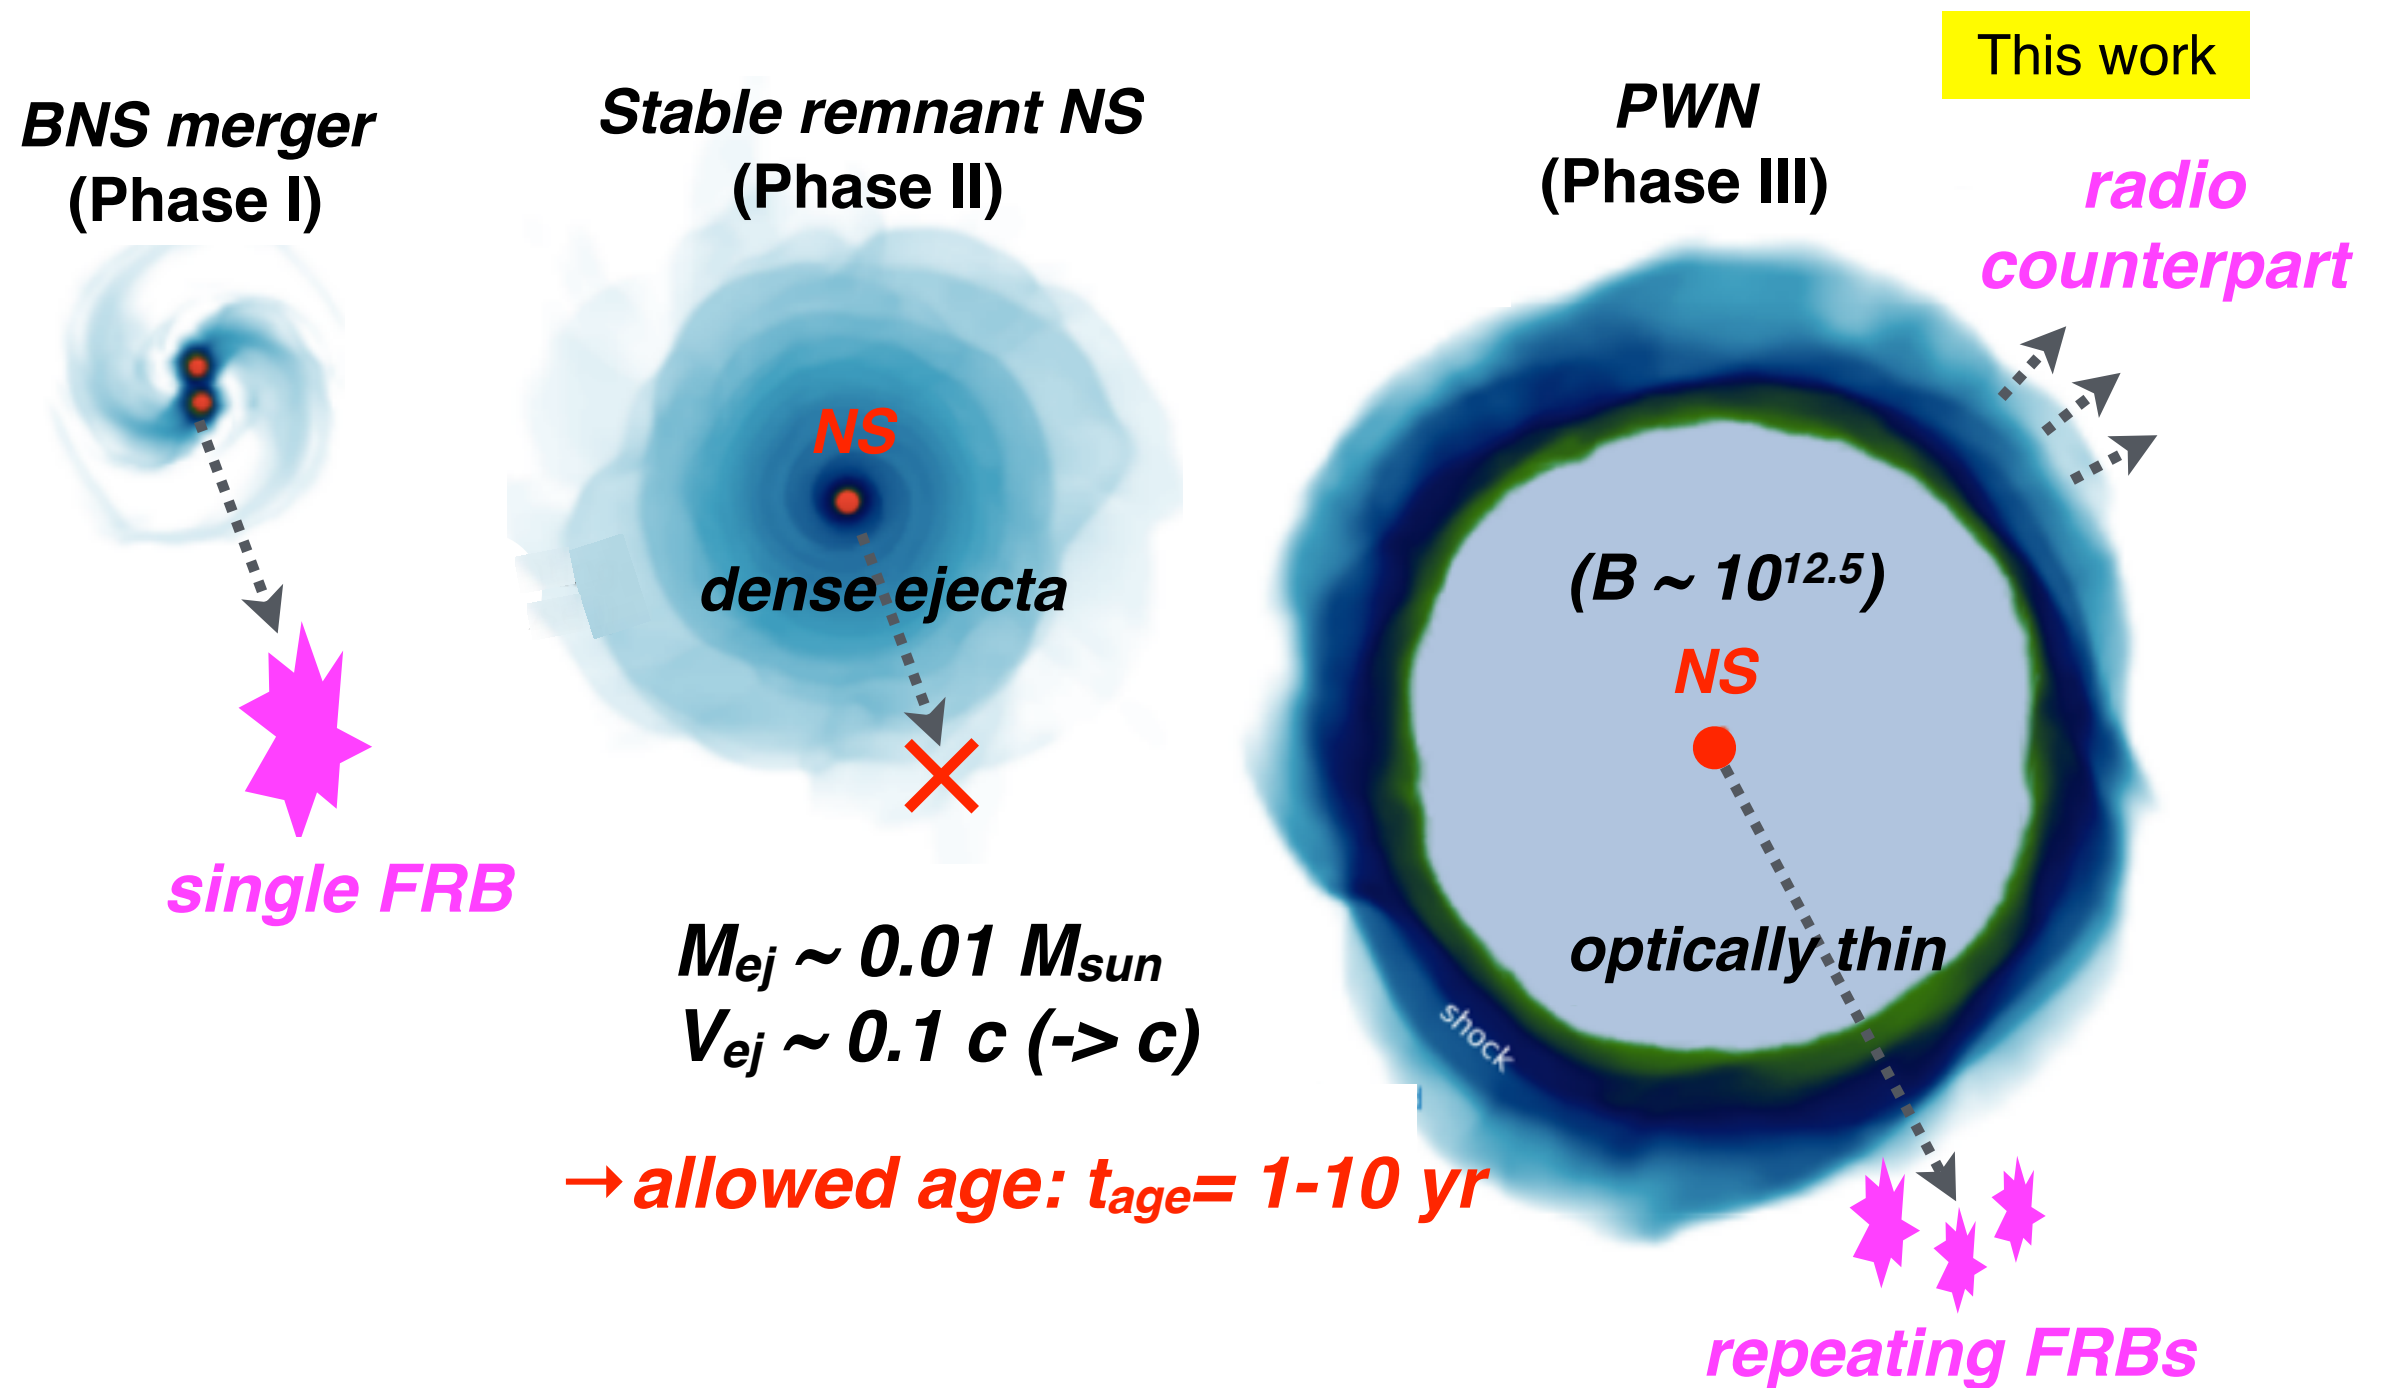 This work
BNS merger
(Phase I)
Stable remnant NS
(Phase II)
PWN
(Phase III)
radio
counterpart
NS
dense ejecta
(B ~ 10^12.5)
NS
optically thin
shock
single FRB
M_ej ~ 0.01 M_sun
V_ej ~ 0.1 c (-> c)
→ allowed age: t_age= 1-10 yr
repeating FRBs